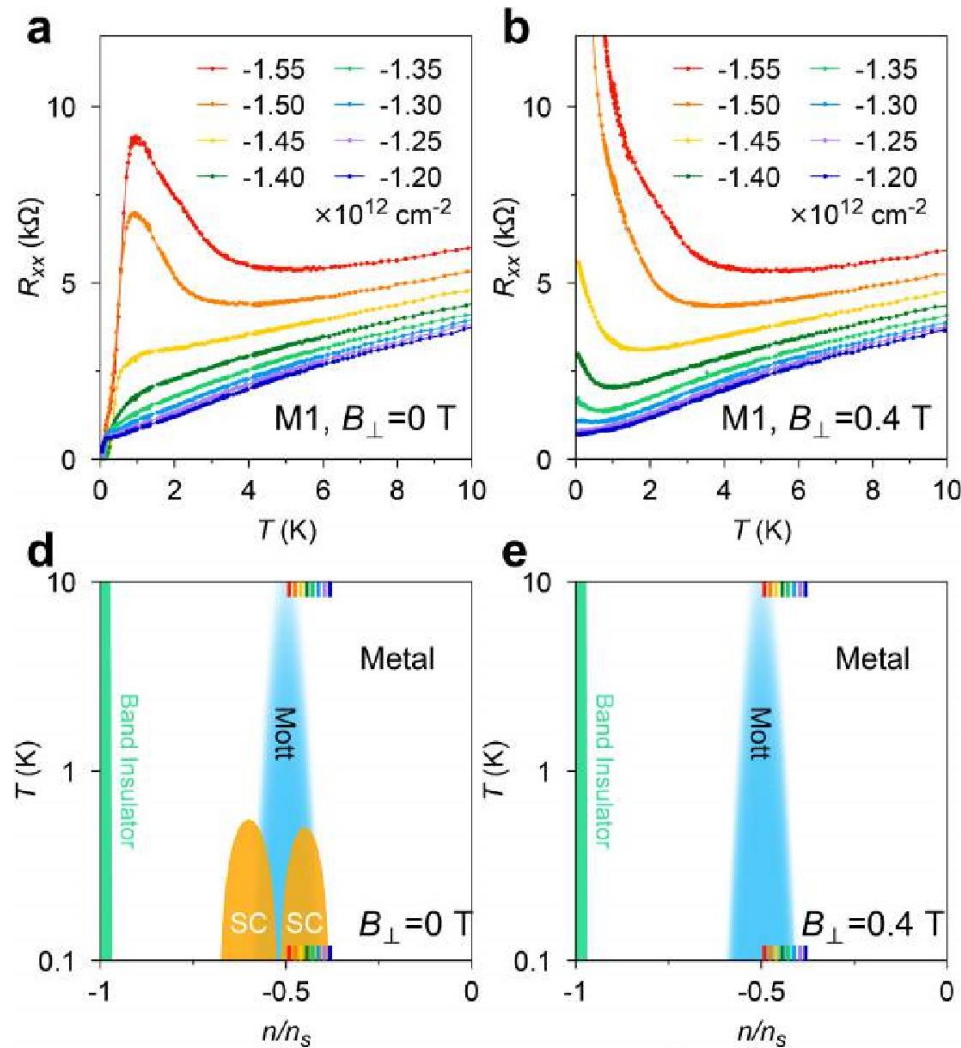 a
-1.55 -1.35
-1.50 -1.30
-1.45 -1.25
-1.40 -1.20
×10¹² cm⁻²
10
5
0
Rxx (kΩ)
M1, B⊥=0 T
0 2 4 6 8 10
T (K)
b
-1.55 -1.35
-1.50 -1.30
-1.45 -1.25
-1.40 -1.20
×10¹² cm⁻²
10
5
0
Rxx (kΩ)
M1, B⊥=0.4 T
0 2 4 6 8 10
T (K)
d
10
1
0.1
T (K)
Band Insulator
Mott
Metal
SC SC
B⊥=0 T
-1 -0.5 0
n/ns
e
10
1
0.1
T (K)
Band Insulator
Mott
Metal
B⊥=0.4 T
-1 -0.5 0
n/ns